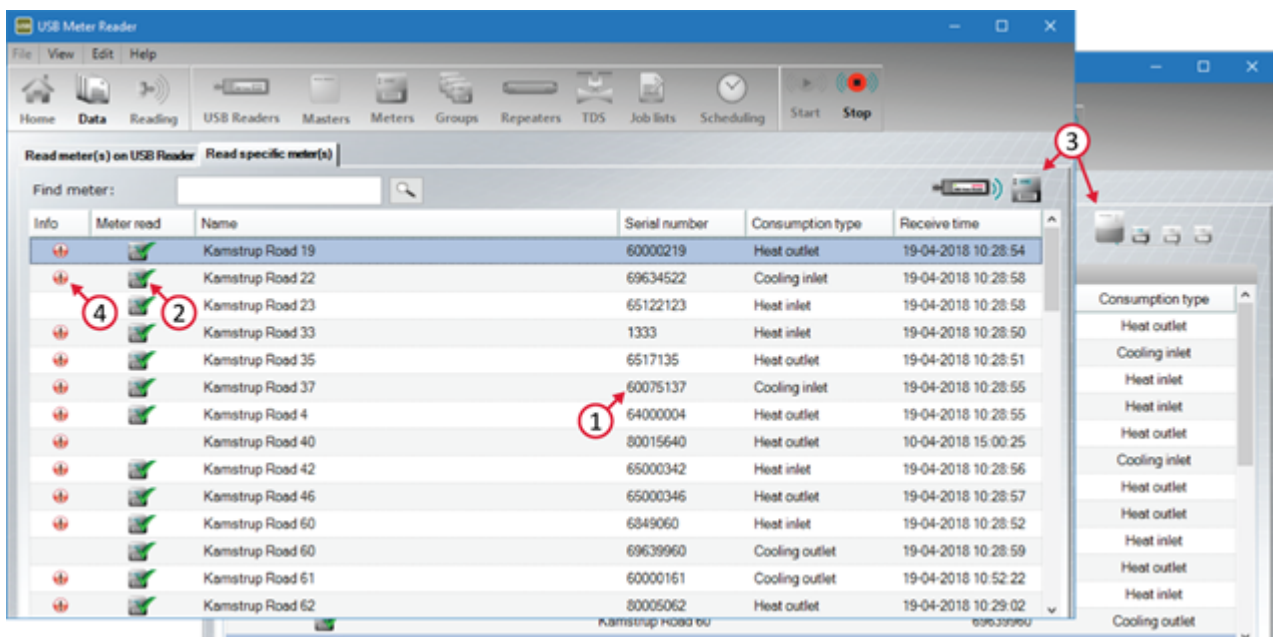 USB Meter Reader
File View Edit Help
Home Data Reading USB Readers Masters Meters Groups Repeaters TDS Job lists Scheduling Start Stop
Read meter(s) on USB Reader Read specific meter(s)
3
Find meter:
Info Meter read Name Serial number Consumption type Receive time
Kamstrup Road 19 60000219 Heat outlet 19-04-2018 10:28:54
Kamstrup Road 22 69634522 Cooling inlet 19-04-2018 10:28:58
4 2
Kamstrup Road 23 65122123 Heat inlet 19-04-2018 10:28:58
Kamstrup Road 33 1333 Heat inlet 19-04-2018 10:28:50
Kamstrup Road 35 6517135 Heat outlet 19-04-2018 10:28:51
Kamstrup Road 37 60075137 Cooling inlet 19-04-2018 10:28:55
1
Kamstrup Road 4 64000004 Heat outlet 19-04-2018 10:28:55
Kamstrup Road 40 80015640 Heat outlet 10-04-2018 15:00:25
Kamstrup Road 42 65000342 Heat inlet 19-04-2018 10:28:56
Kamstrup Road 46 65000346 Heat outlet 19-04-2018 10:28:57
Kamstrup Road 60 6849060 Heat inlet 19-04-2018 10:28:52
Kamstrup Road 60 69639960 Cooling outlet 19-04-2018 10:28:59
Kamstrup Road 61 60000161 Cooling outlet 19-04-2018 10:52:22
Kamstrup Road 62 80005062 Heat outlet 19-04-2018 10:29:02
Consumption type
Heat outlet
Cooling inlet
Heat inlet
Heat inlet
Heat outlet
Cooling inlet
Heat outlet
Heat outlet
Heat inlet
Heat outlet
Heat inlet
Kamstrup Road 60 69639960 Cooling outlet